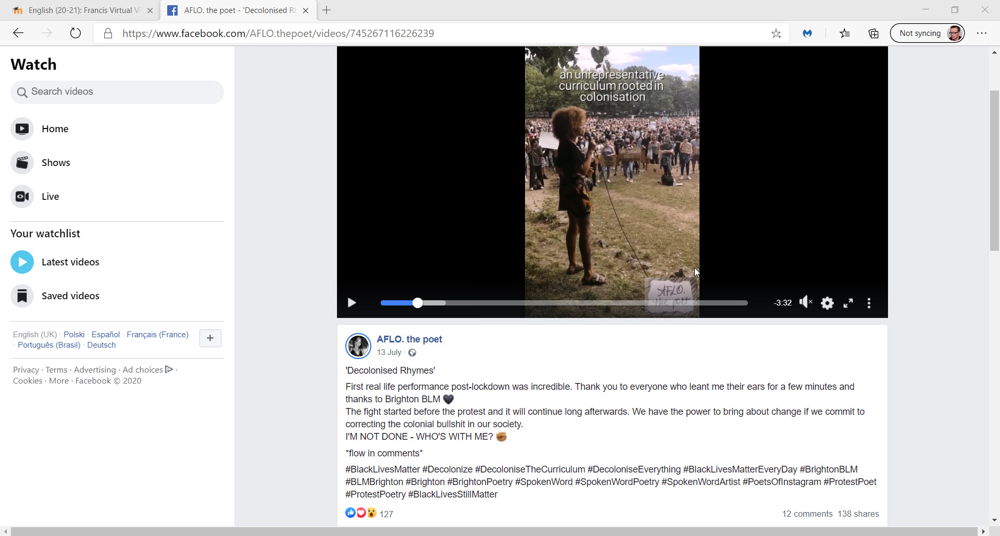 English (20-21): Francis Virtual Vi
AFLO. the poet - 'Decolonised Rh
https://www.facebook.com/AFLO.thepoet/videos/745267116226239
Not syncing
Watch
Search videos
Home
Shows
Live
Your watchlist
Latest videos
Saved videos
English (UK) · Polski · Español · Français (France)
· Português (Brasil) · Deutsch
+
Privacy · Terms · Advertising · Ad choices ·
Cookies · More · Facebook © 2020
an unrepresentative
curriculum rooted in
colonisation
AFLO.
the poet
-3:32
AFLO. the poet
13 July ·
'Decolonised Rhymes'
First real life performance post-lockdown was incredible. Thank you to everyone who leant me their ears for a few minutes and
thanks to Brighton BLM 🖤
The fight started before the protest and it will continue long afterwards. We have the power to bring about change if we commit to
correcting the colonial bullshit in our society.
I'M NOT DONE - WHO'S WITH ME? ✊🏾
*flow in comments*
#BlackLivesMatter #Decolonize #DecoloniseTheCurriculum #DecoloniseEverything #BlackLivesMatterEveryDay #BrightonBLM
#BLMBrighton #Brighton #BrightonPoetry #SpokenWord #SpokenWordPoetry #SpokenWordArtist #PoetsOfInstagram #ProtestPoet
#ProtestPoetry #BlackLivesStillMatter
127
12 comments 138 shares